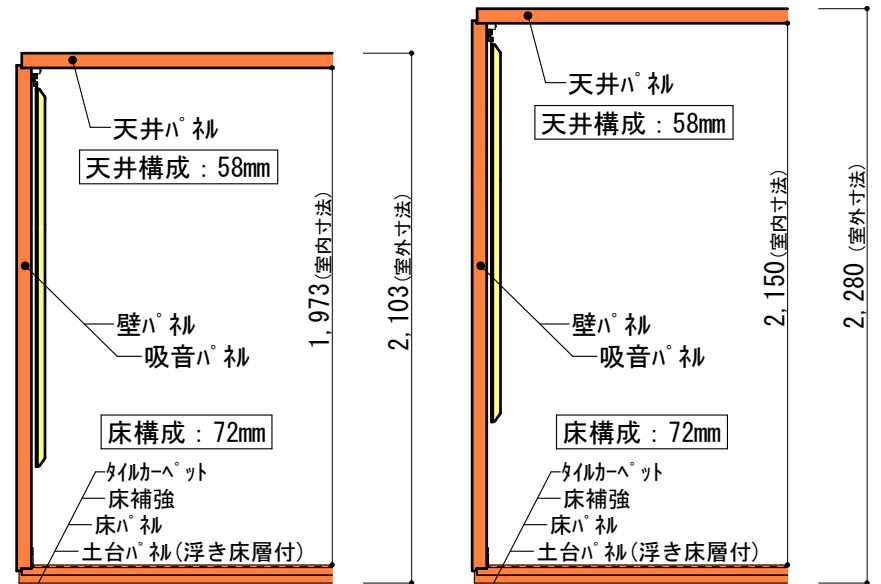 天井パネル
天井構成：58mm
1,973(室内寸法)
2,103(室外寸法)
壁パネル
吸音パネル
床構成：72mm
タイルカーペット
床補強
床パネル
土台パネル(浮き床層付)
天井パネル
天井構成：58mm
2,150(室内寸法)
2,280(室外寸法)
壁パネル
吸音パネル
床構成：72mm
タイルカーペット
床補強
床パネル
土台パネル(浮き床層付)